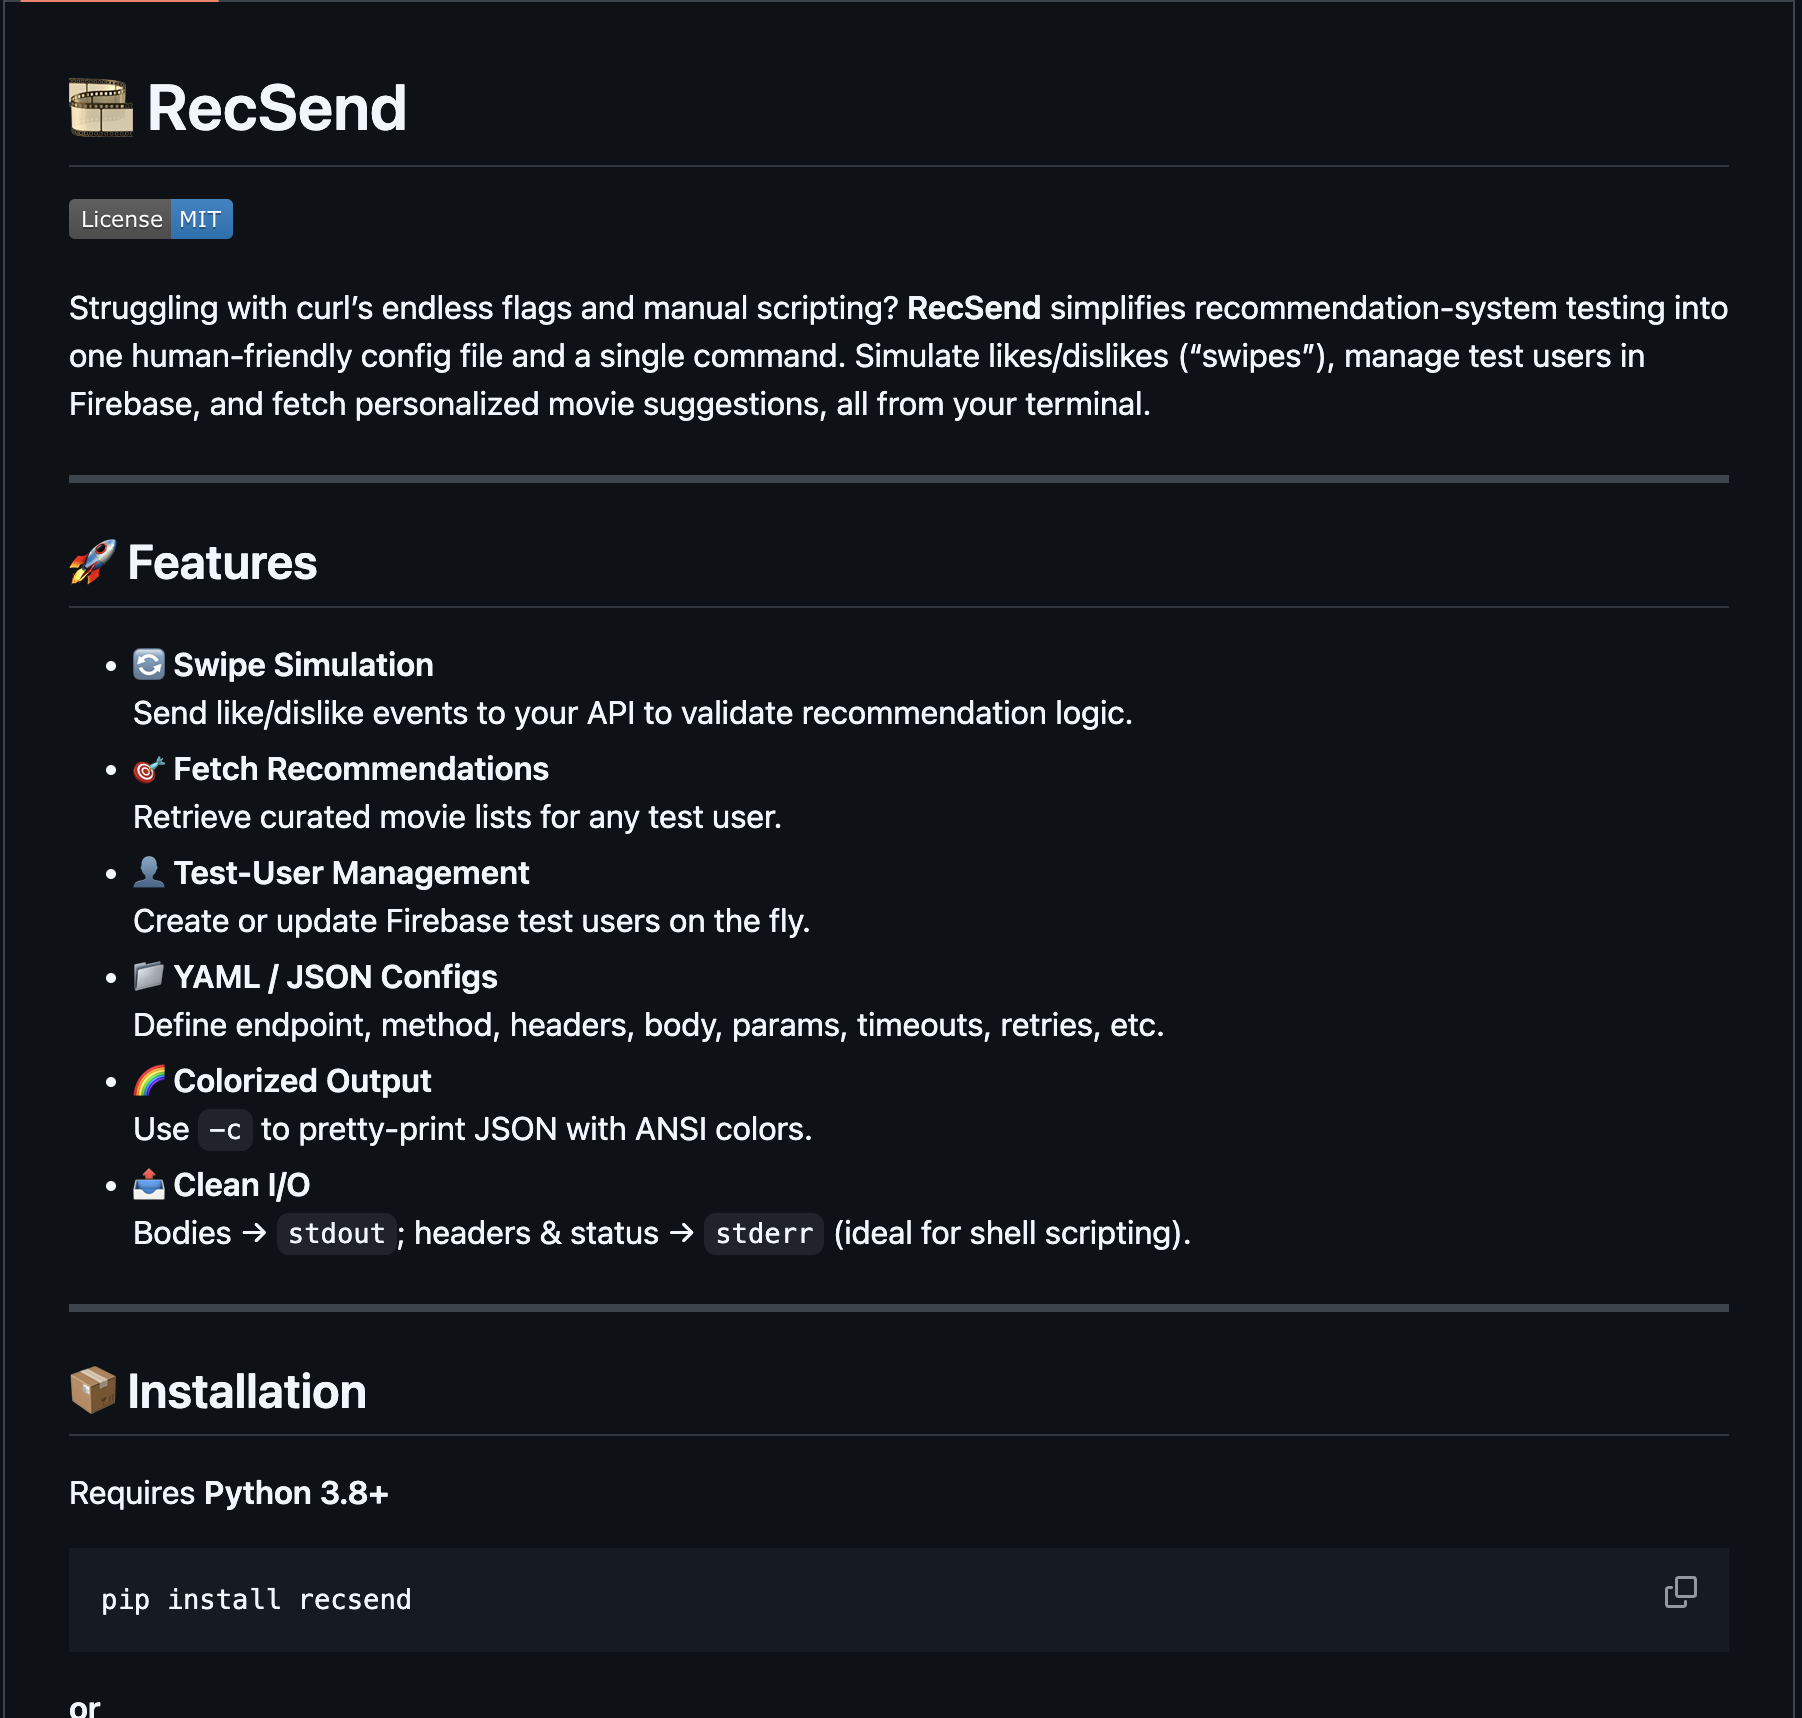 RecSend
License MIT
Struggling with curl’s endless flags and manual scripting? RecSend simplifies recommendation-system testing into
one human-friendly config file and a single command. Simulate likes/dislikes (“swipes”), manage test users in
Firebase, and fetch personalized movie suggestions, all from your terminal.
Features
• Swipe Simulation
Send like/dislike events to your API to validate recommendation logic.
• Fetch Recommendations
Retrieve curated movie lists for any test user.
• Test-User Management
Create or update Firebase test users on the fly.
• YAML / JSON Configs
Define endpoint, method, headers, body, params, timeouts, retries, etc.
• Colorized Output
Use -c to pretty-print JSON with ANSI colors.
• Clean I/O
Bodies → stdout; headers & status → stderr (ideal for shell scripting).
Installation
Requires Python 3.8+
pip install recsend
or